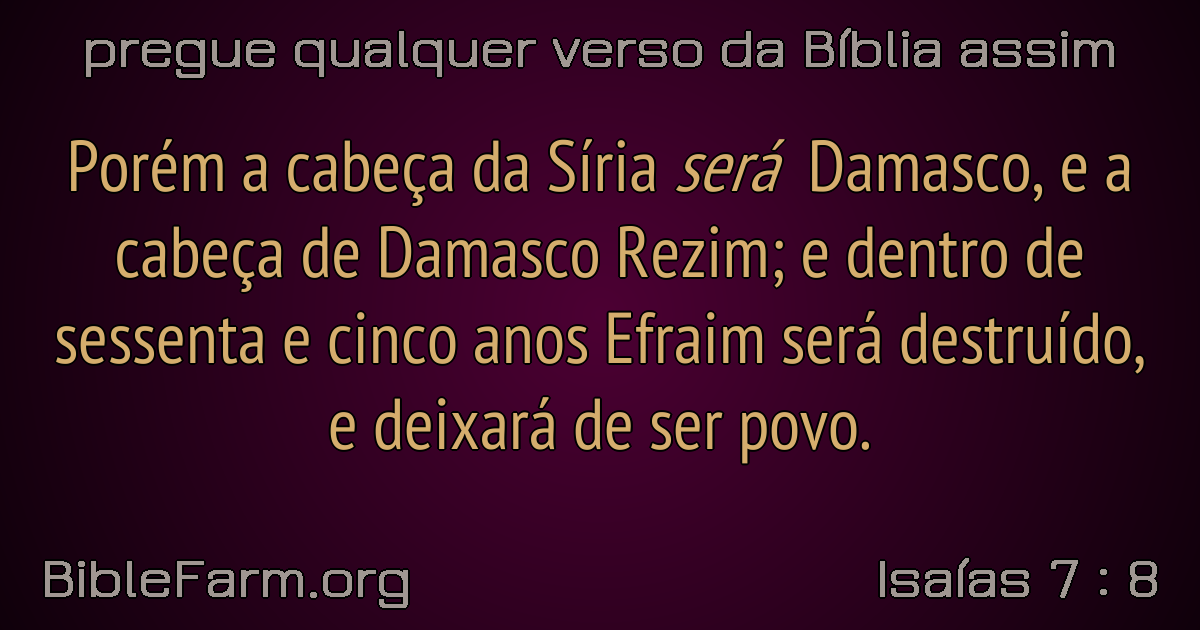 pregue qualquer verso da Bíblia assim
Porém a cabeça da Síria será Damasco, e a
cabeça de Damasco Rezim; e dentro de
sessenta e cinco anos Efraim será destruído,
e deixará de ser povo.
BibleFarm.org
Isaías 7 : 8